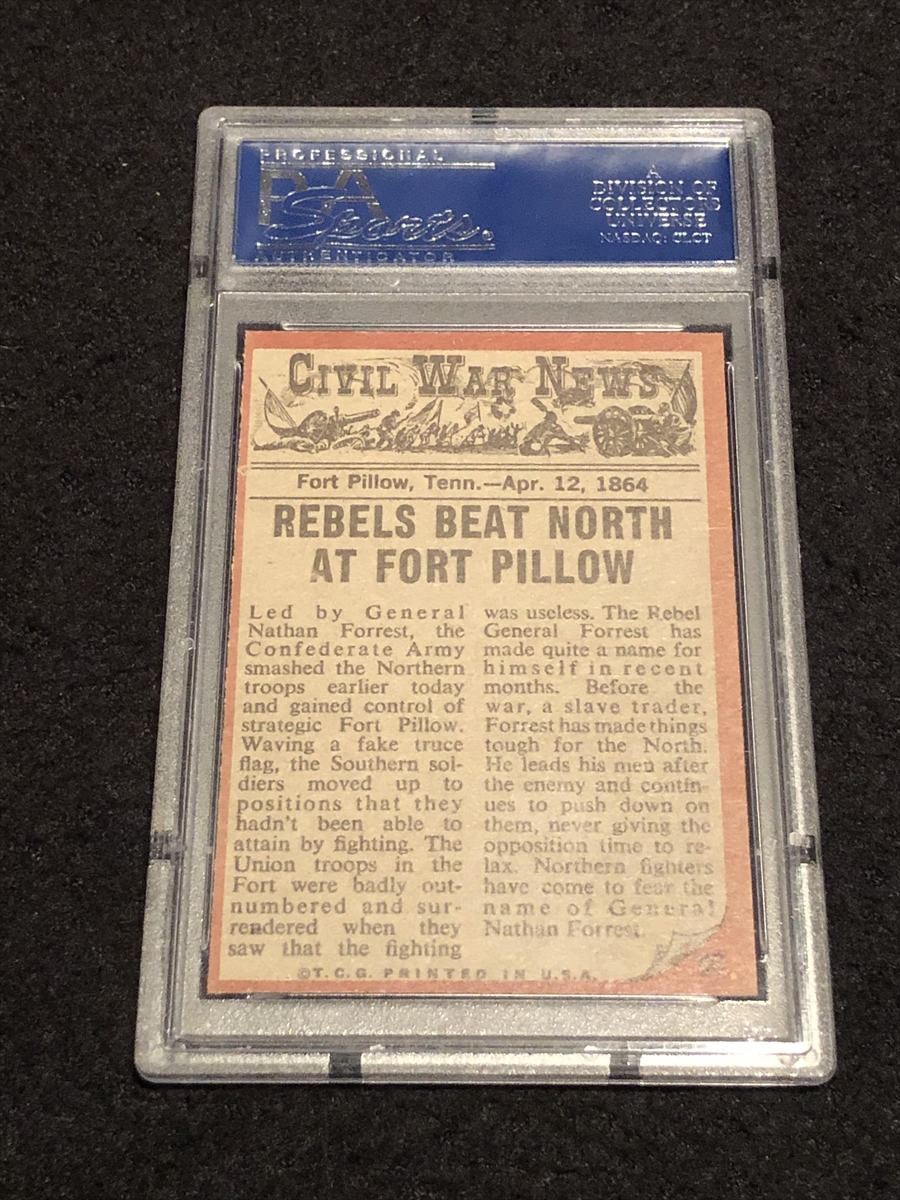 PROFESSIONAL
PSA
Sports.
AUTHENTICATOR
A
DIVISION OF
COLLECTORS
UNIVERSE
NASDAQ: CLCT
CIVIL WAR NEWS
Fort Pillow, Tenn.—Apr. 12, 1864
REBELS BEAT NORTH
AT FORT PILLOW
Led by General
Nathan Forrest, the
Confederate Army
smashed the Northern
troops earlier today
and gained control of
strategic Fort Pillow.
Waving a fake truce
flag, the Southern sol-
diers moved up to
positions that they
hadn't been able to
attain by fighting. The
Union troops in the
Fort were badly out-
numbered and sur-
rendered when they
saw that the fighting
was useless. The Rebel
General Forrest has
made quite a name for
himself in recent
months. Before the
war, a slave trader,
Forrest has made things
tough for the North.
He leads his men after
the enemy and contin-
ues to push down on
them, never giving the
opposition time to re-
lax. Northern fighters
have come to fear the
name of General
Nathan Forrest.
©T.C.G. PRINTED IN U.S.A.